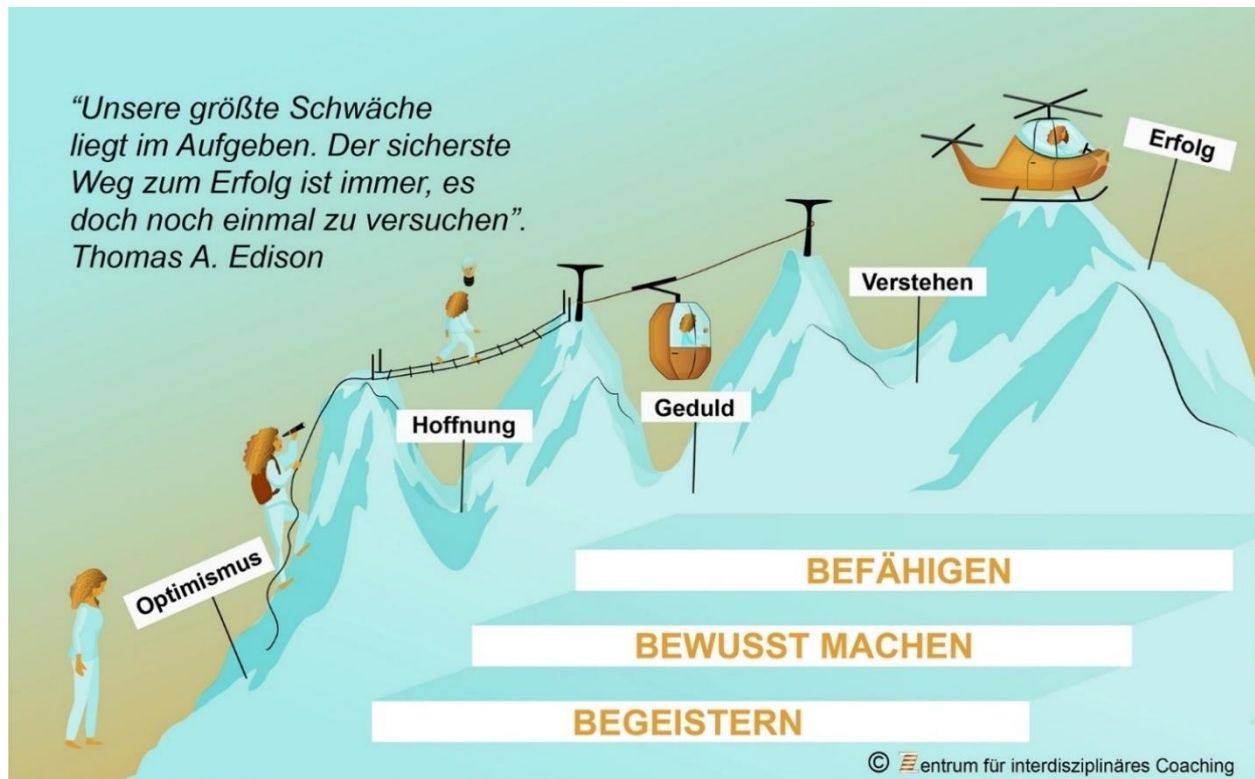 “Unsere größte Schwäche
liegt im Aufgeben. Der sicherste
Weg zum Erfolg ist immer, es
doch noch einmal zu versuchen”.
Thomas A. Edison
Erfolg
Verstehen
Geduld
Hoffnung
Optimismus
BEFÄHIGEN
BEWUSST MACHEN
BEGEISTERN
© Zentrum für interdisziplinäres Coaching